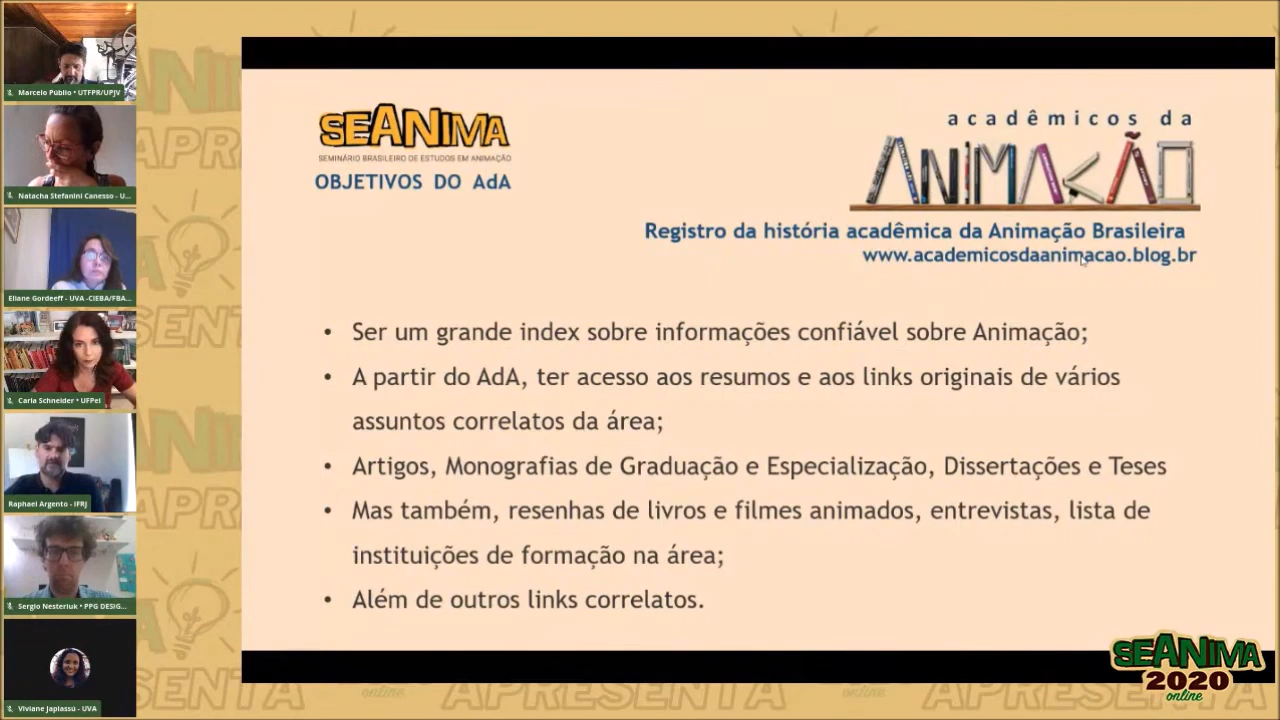 Marcelo Públio • UTFPR/UPJV
Natacha Stefanini Canesso - U...
Eliane Gordeeff - UVA -CIEBA/FBA...
Carla Schneider • UFPel
Raphael Argento - IFRJ
Sergio Nesteriuk • PPG DESIG...
Viviane Japiassú - UVA
SEANIMA
SEMINÁRIO BRASILEIRO DE ESTUDOS EM ANIMAÇÃO
OBJETIVOS DO AdA
acadêmicos da
ANIMAÇÃO
Registro da história acadêmica da Animação Brasileira
www.academicosdaanimacao.blog.br
• Ser um grande index sobre informações confiável sobre Animação;
• A partir do AdA, ter acesso aos resumos e aos links originais de vários
assuntos correlatos da área;
• Artigos, Monografias de Graduação e Especialização, Dissertações e Teses
• Mas também, resenhas de livros e filmes animados, entrevistas, lista de
instituições de formação na área;
• Além de outros links correlatos.
SEANIMA
2020
online
APRESENTA
online
APRESENTA
online
APRESENTA